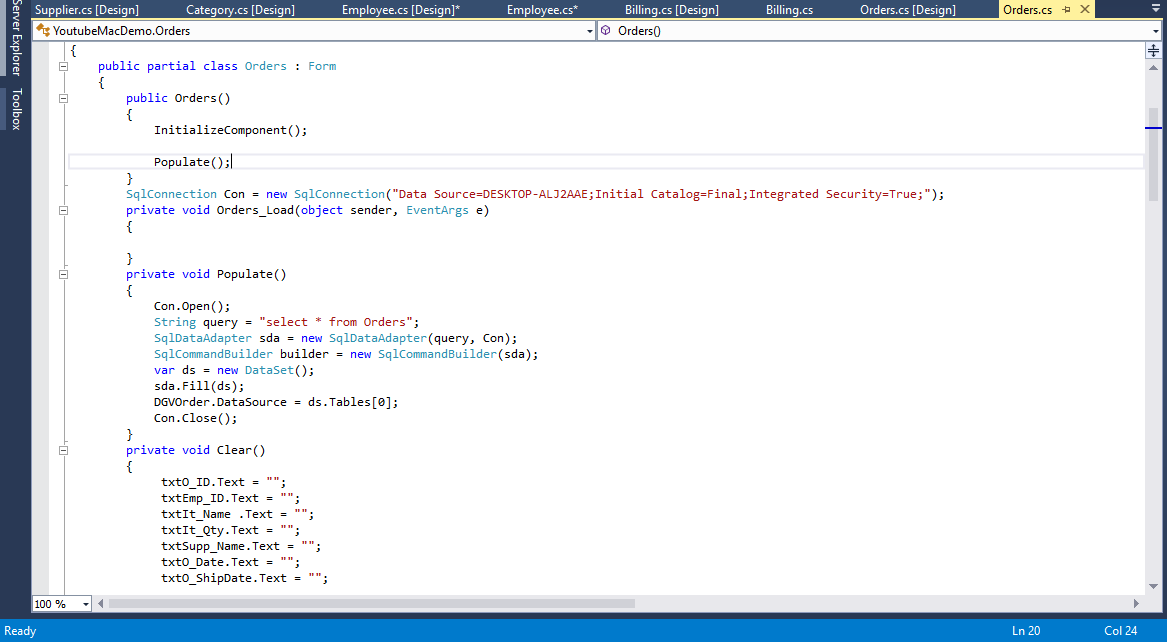 Supplier.cs [Design] Category.cs [Design] Employee.cs [Design]* Employee.cs* Billing.cs [Design] Billing.cs Orders.cs [Design] Orders.cs
Server Explorer
Toolbox
YoutubeMacDemo.Orders Orders()
{
public partial class Orders : Form
{
public Orders()
{
InitializeComponent();
Populate();
}
SqlConnection Con = new SqlConnection("Data Source=DESKTOP-ALJ2AAE;Initial Catalog=Final;Integrated Security=True;");
private void Orders_Load(object sender, EventArgs e)
{
}
private void Populate()
{
Con.Open();
String query = "select * from Orders";
SqlDataAdapter sda = new SqlDataAdapter(query, Con);
SqlCommandBuilder builder = new SqlCommandBuilder(sda);
var ds = new DataSet();
sda.Fill(ds);
DGVOrder.DataSource = ds.Tables[0];
Con.Close();
}
private void Clear()
{
txtO_ID.Text = "";
txtEmp_ID.Text = "";
txtIt_Name .Text = "";
txtIt_Qty.Text = "";
txtSupp_Name.Text = "";
txtO_Date.Text = "";
txtO_ShipDate.Text = "";
100 %
Ready Ln 20 Col 24